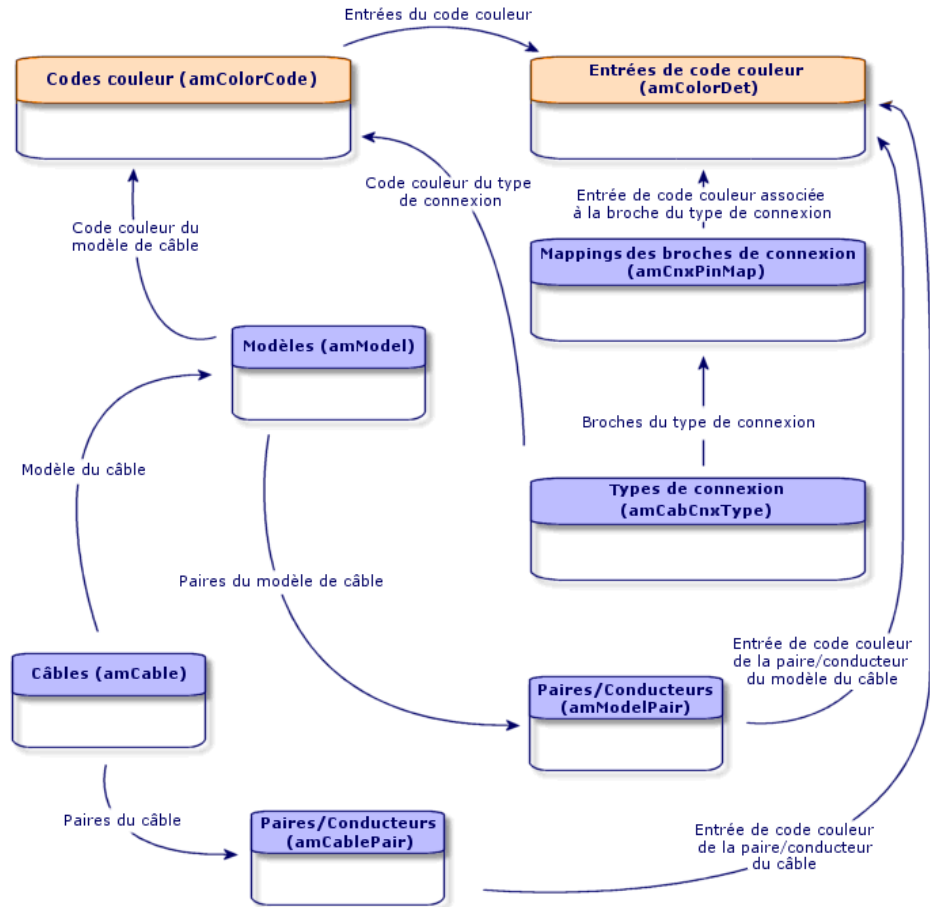 Entrées du code couleur
Codes couleur (amColorCode)
Entrées de code couleur
(amColorDet)
Code couleur du type
de connexion
Entrée de code couleur associée
à la broche du type de connexion
Code couleur du
modèle de câble
Mappings des broches de connexion
(amCnxPinMap)
Modèles (amModel)
Broches du type de connexion
Modèle du câble
Types de connexion
(amCabCnxType)
Paires du modèle de câble
Entrée de code couleur
de la paire/conducteur
du modèle du câble
Câbles (amCable)
Paires/Conducteurs
(amModelPair)
Paires du câble
Paires/Conducteurs
(amCablePair)
Entrée de code couleur
de la paire/conducteur
du câble